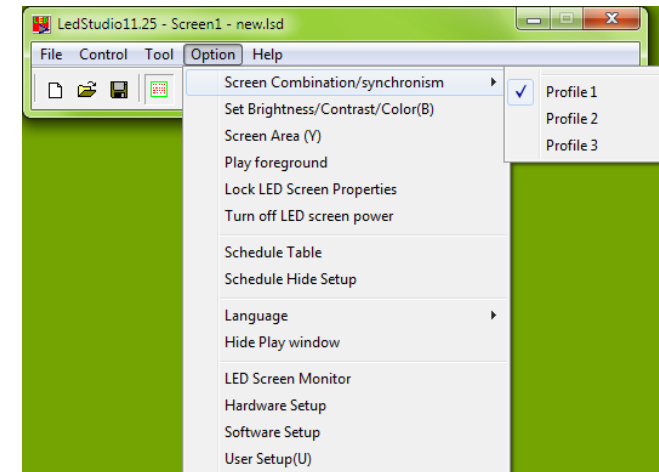 LedStudio11.25 - Screen1 - new.lsd
File Control Tool Option Help
Screen Combination/synchronism
Set Brightness/Contrast/Color(B)
Screen Area (Y)
Play foreground
Lock LED Screen Properties
Turn off LED screen power
Schedule Table
Schedule Hide Setup
Language
Hide Play window
LED Screen Monitor
Hardware Setup
Software Setup
User Setup(U)
Profile 1
Profile 2
Profile 3